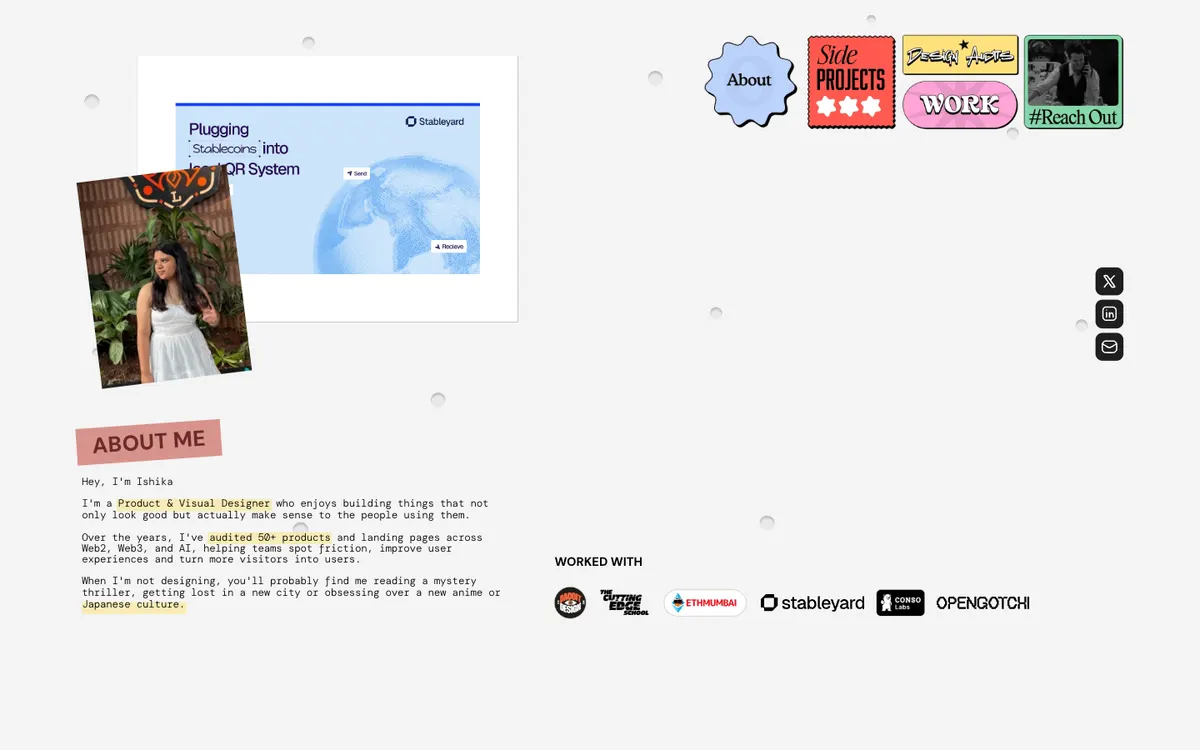 About
Side
PROJECTS
DESIGN AUDITS
WORK
#Reach Out
Plugging
Stablecoins into
QR System
Stableyard
Send
Recieve
L
ABOUT ME
Hey, I'm Ishika
I'm a Product & Visual Designer who enjoys building things that not
only look good but actually make sense to the people using them.
Over the years, I've audited 50+ products and landing pages across
Web2, Web3, and AI, helping teams spot friction, improve user
experiences and turn more visitors into users.
When I'm not designing, you'll probably find me reading a mystery
thriller, getting lost in a new city or obsessing over a new anime or
Japanese culture.
WORKED WITH
THE
CUTTING
EDGE
SCHOOL
ETHMUMBAI
stableyard
CONSO
Labs
OPENGOTCHI